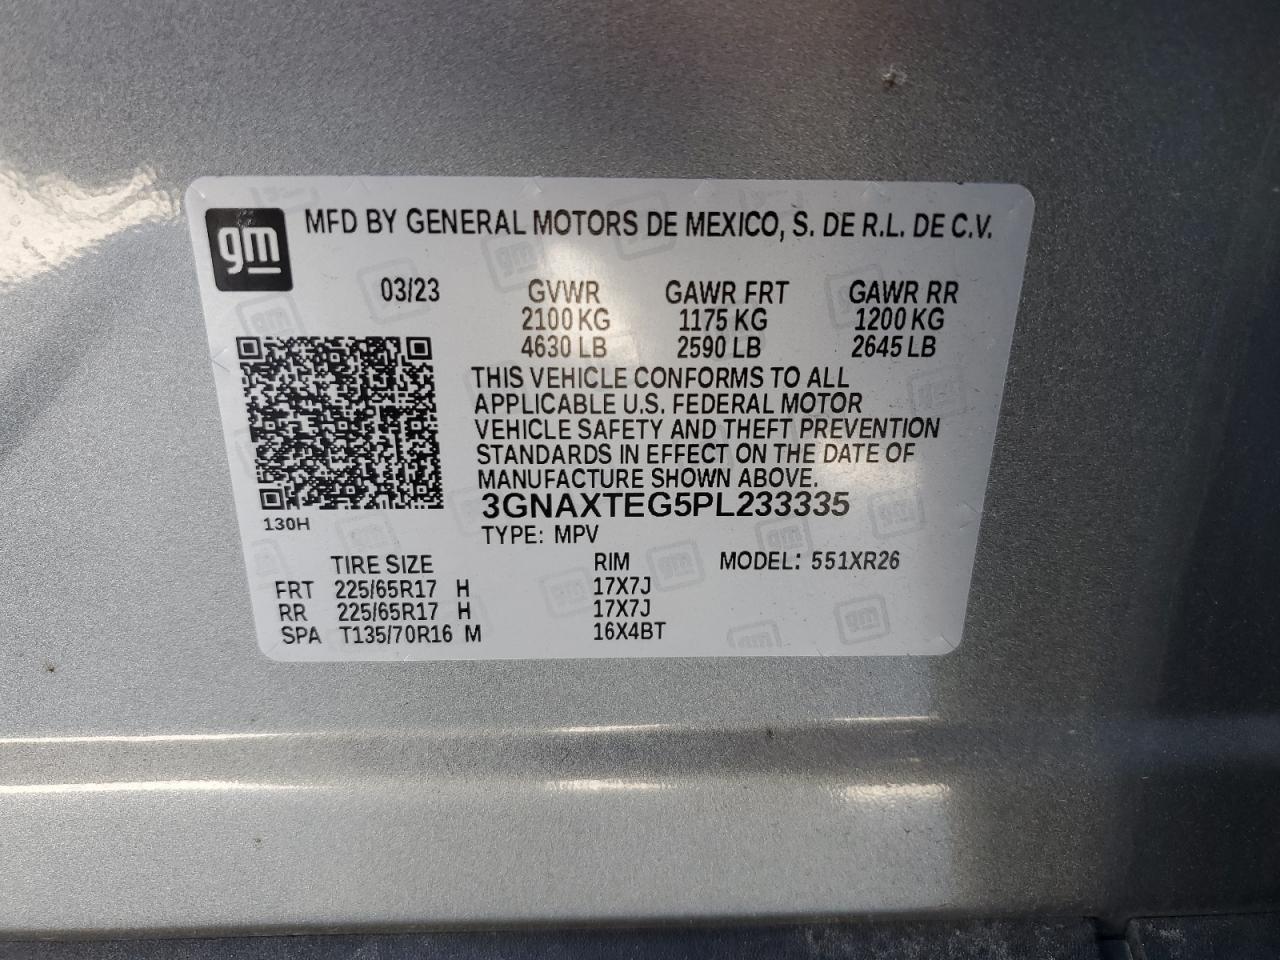 gm
MFD BY GENERAL MOTORS DE MEXICO, S. DE R.L. DE C.V.
03/23 GVWR GAWR FRT GAWR RR
2100 KG 1175 KG 1200 KG
4630 LB 2590 LB 2645 LB
THIS VEHICLE CONFORMS TO ALL
APPLICABLE U.S. FEDERAL MOTOR
VEHICLE SAFETY AND THEFT PREVENTION
STANDARDS IN EFFECT ON THE DATE OF
MANUFACTURE SHOWN ABOVE.
3GNAXTEG5PL233335
130H
TYPE: MPV
TIRE SIZE RIM MODEL: 551XR26
FRT 225/65R17 H 17X7J
RR 225/65R17 H 17X7J
SPA T135/70R16 M 16X4BT